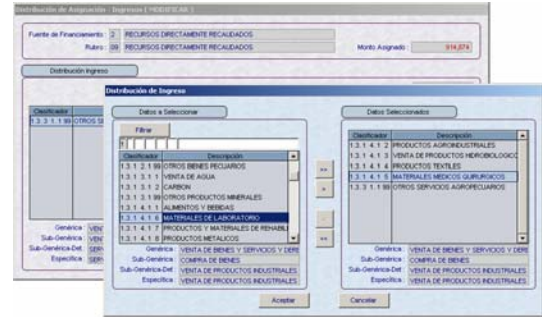 Distribución de Asignación - Ingresos ( MODIFICAR )
Fuente de Financiamiento : 2 RECURSOS DIRECTAMENTE RECAUDADOS
Rubro : 09 RECURSOS DIRECTAMENTE RECAUDADOS Monto Asignado : 914,874
Distribución Ingreso
Clasificador
1.3. 3. 1. 1 99 OTROS SE
Genérica : VEN
Sub-Genérica : VEN
Sub-Genérica-Det : SER
Específica : SERV
Distribución de Ingreso
Datos a Seleccionar
Filtrar
1
Clasificador Descripción
1.3. 1 2. 1 99 OTROS BIENES PECUARIOS
1.3. 1 3. 1 1 VENTA DE AGUA
1.3. 1 3. 1 2 CARBON
1.3. 1 3. 1 99 OTROS PRODUCTOS MINERALES
1.3. 1 4. 1 1 ALIMENTOS Y BEBIDAS
1.3. 1 4. 1 6 MATERIALES DE LABORATORIO
1.3. 1 4. 1 7 PRODUCTOS Y MATERIALES DE REHABILI
1.3. 1 4. 1 8 PRODUCTOS METALICOS
Genérica : VENTA DE BIENES Y SERVICIOS Y DERE
Sub-Genérica : COMPRA DE BIENES
Sub-Genérica-Det : VENTA DE PRODUCTOS INDUSTRIALES
Específica : VENTA DE PRODUCTOS INDUSTRIALES
>>
>
<
<<
Datos Seleccionados
Clasificador Descripción
1.3. 1 4. 1 2 PRODUCTOS AGROINDUSTRIALES
1.3. 1 4. 1 3 VENTA DE PRODUCTOS HIDROBIOLOGICO
1.3. 1 4. 1 4 PRODUCTOS TEXTILES
1.3. 1 4. 1 5 MATERIALES MEDICOS QUIRURGICOS
1.3. 3. 1. 1 99 OTROS SERVICIOS AGROPECUARIOS
Genérica : VENTA DE BIENES Y SERVICIOS Y DERE
Sub-Genérica : COMPRA DE BIENES
Sub-Genérica-Det : VENTA DE PRODUCTOS INDUSTRIALES
Específica : VENTA DE PRODUCTOS INDUSTRIALES
Aceptar Cancelar